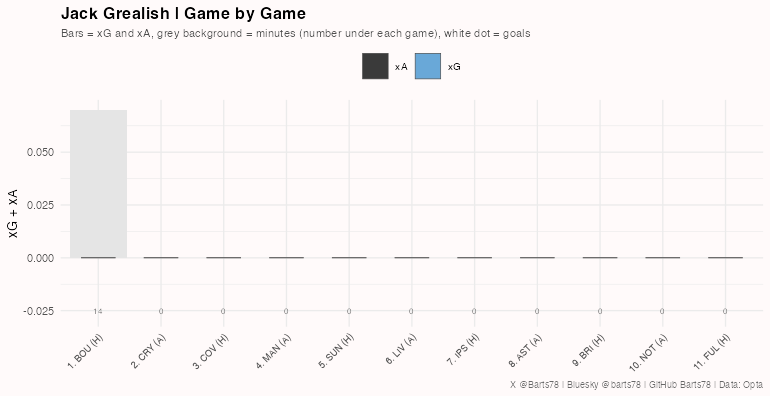 Jack Grealish | Game by Game
Bars = xG and xA, grey background = minutes (number under each game), white dot = goals
xA xG
xG + xA
0.050
0.025
0.000
-0.025
14 0 0 0 0 0 0 0 0 0 0
1. BOU (H) 2. CRY (A) 3. COV (H) 4. MAN (A) 5. SUN (H) 6. LIV (A) 7. IPS (H) 8. AST (A) 9. BRI (H) 10. NOT (A) 11. FUL (H)
X @Barts78 | Bluesky @barts78 | GitHub Barts78 | Data: Opta